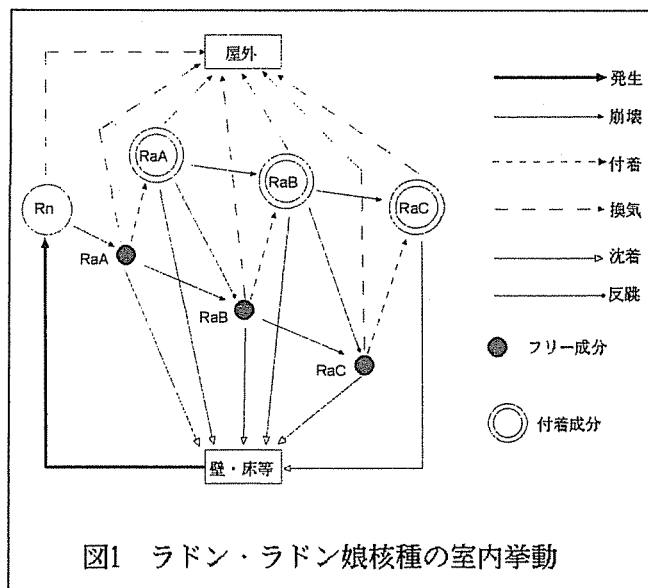 屋外
発生
崩壊
付着
換気
沈着
反跳
フリー成分
付着成分
RaA
RaB
RaC
Rn
RaA
RaB
RaC
壁・床等
図1 ラドン・ラドン娘核種の室内挙動